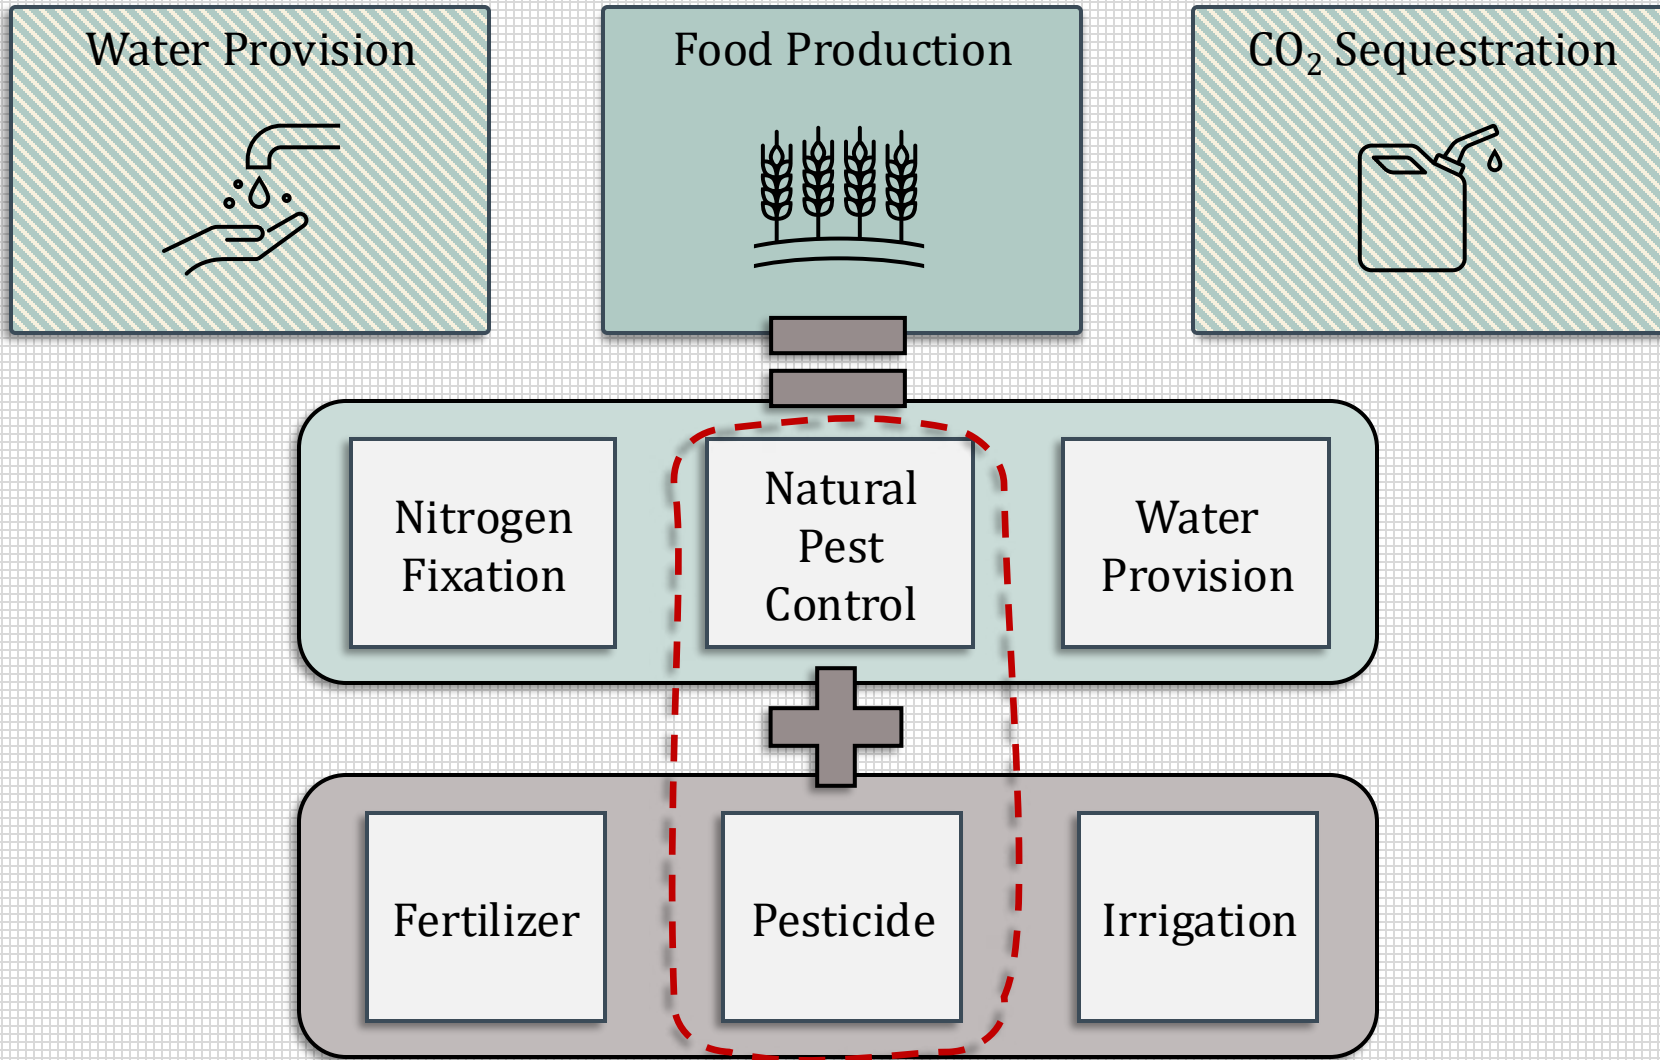 Water Provision
Food Production
CO₂ Sequestration
Nitrogen
Fixation
Natural
Pest
Control
Water
Provision
Fertilizer
Pesticide
Irrigation